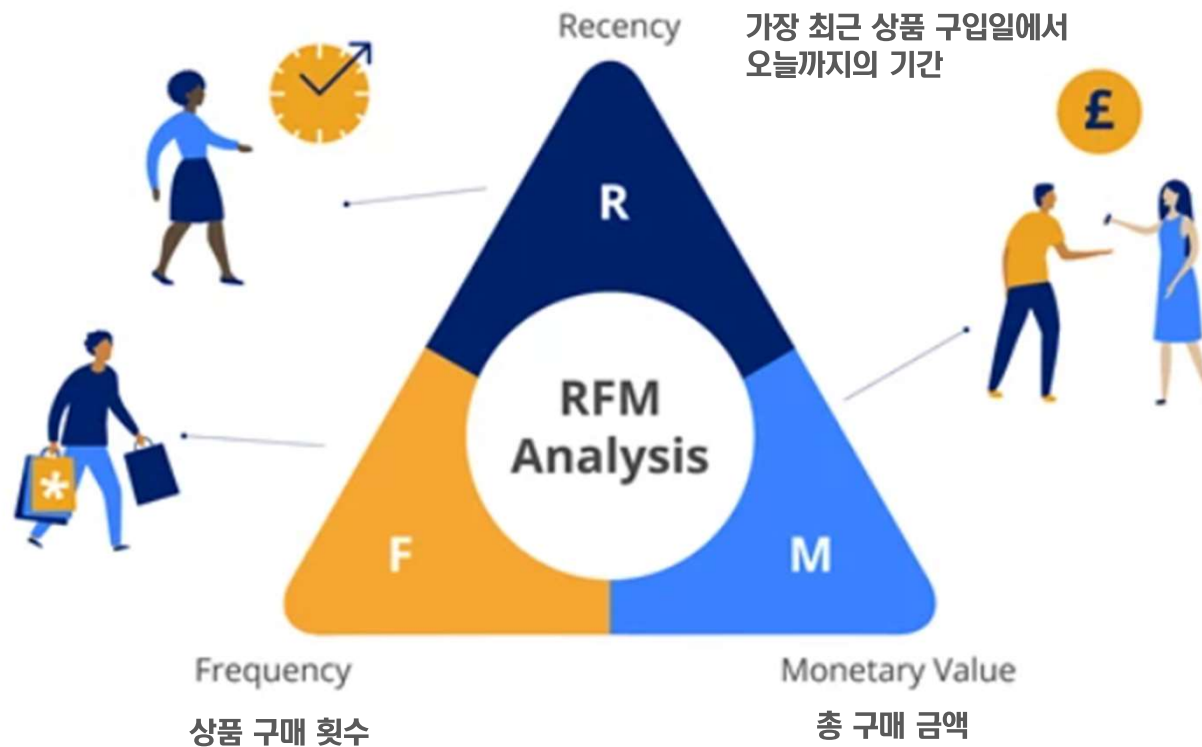 Recency
가장 최근 상품 구입일에서
오늘까지의 기간
£
R
RFM
Analysis
*
F
M
Frequency
Monetary Value
상품 구매 횟수
총 구매 금액